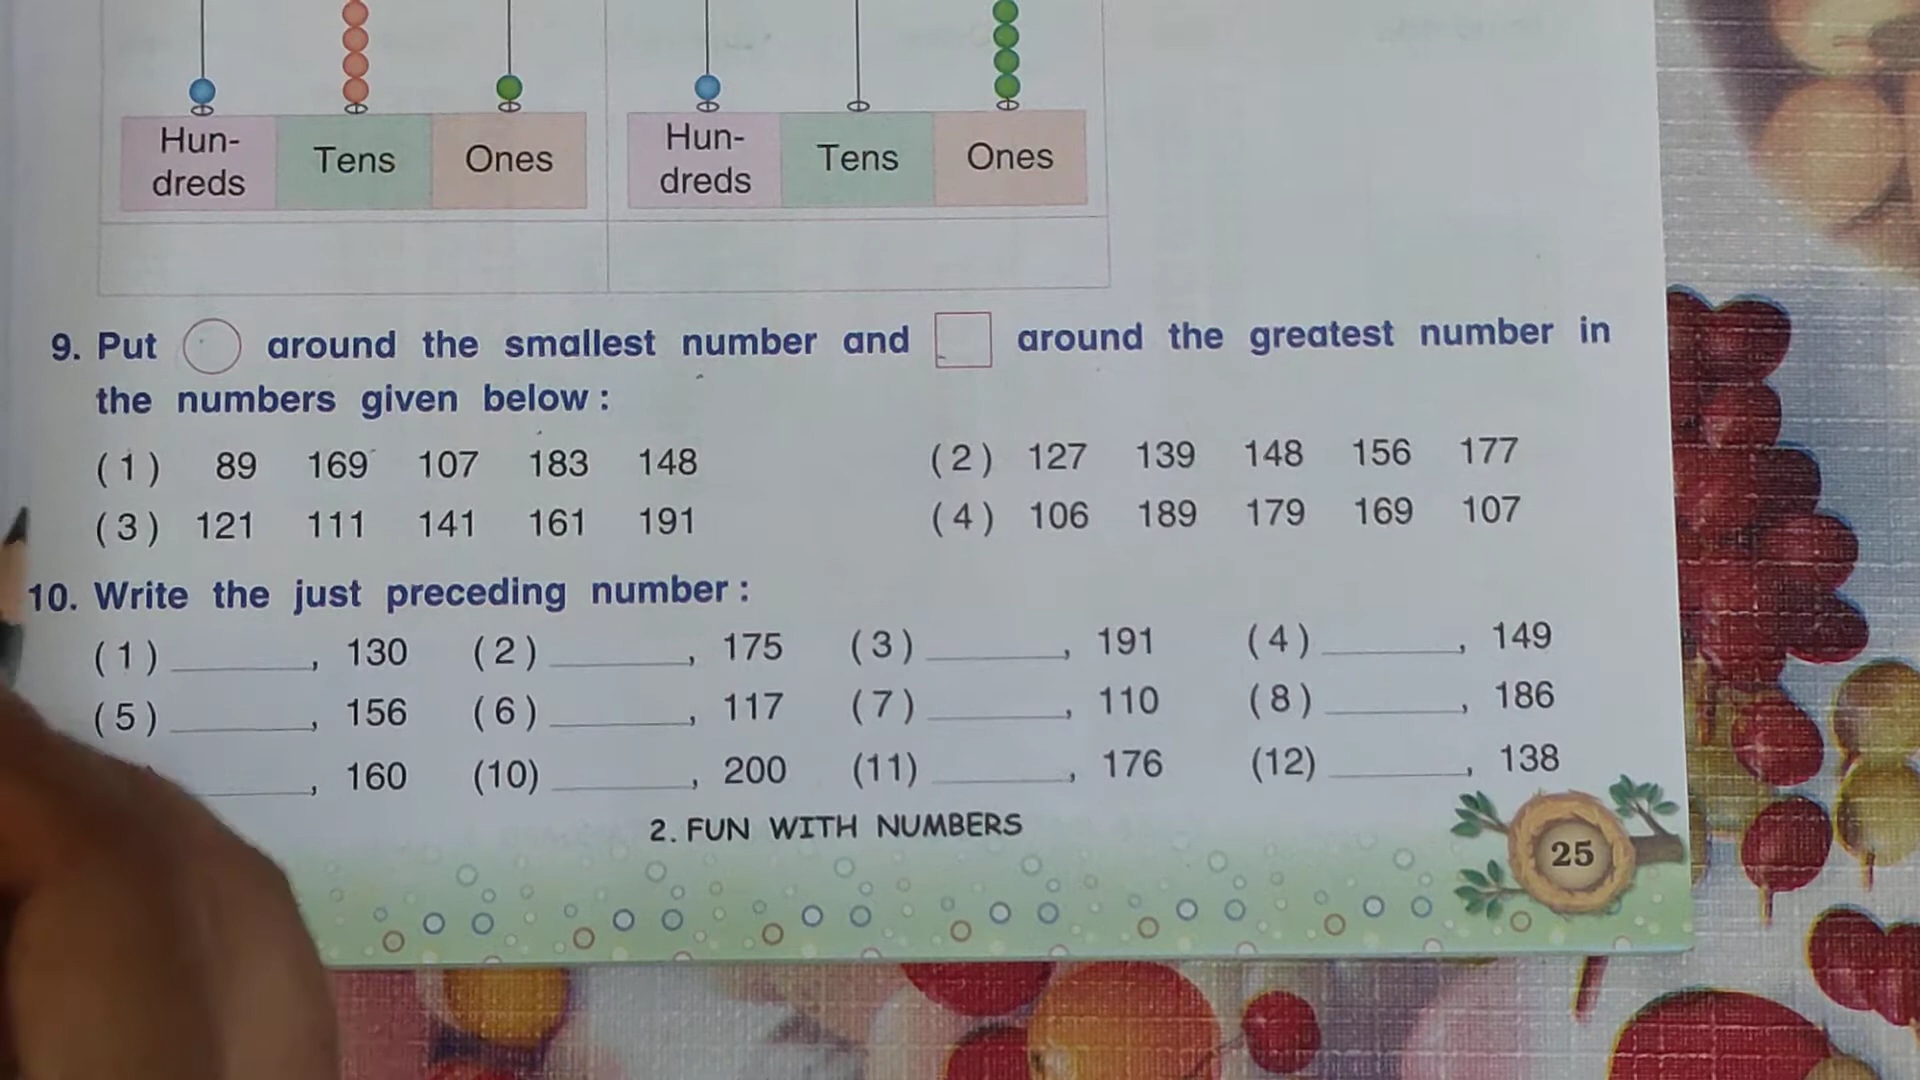 Hun-
dreds
Tens
Ones
Hun-
dreds
Tens
Ones
9. Put around the smallest number and around the greatest number in
the numbers given below :
(1) 89 169 107 183 148
(2) 127 139 148 156 177
(3) 121 111 141 161 191
(4) 106 189 179 169 107
10. Write the just preceding number :
(1) ______, 130 (2) ______, 175 (3) ______, 191 (4) ______, 149
(5) ______, 156 (6) ______, 117 (7) ______, 110 (8) ______, 186
______, 160 (10) ______, 200 (11) ______, 176 (12) ______, 138
2. FUN WITH NUMBERS
25